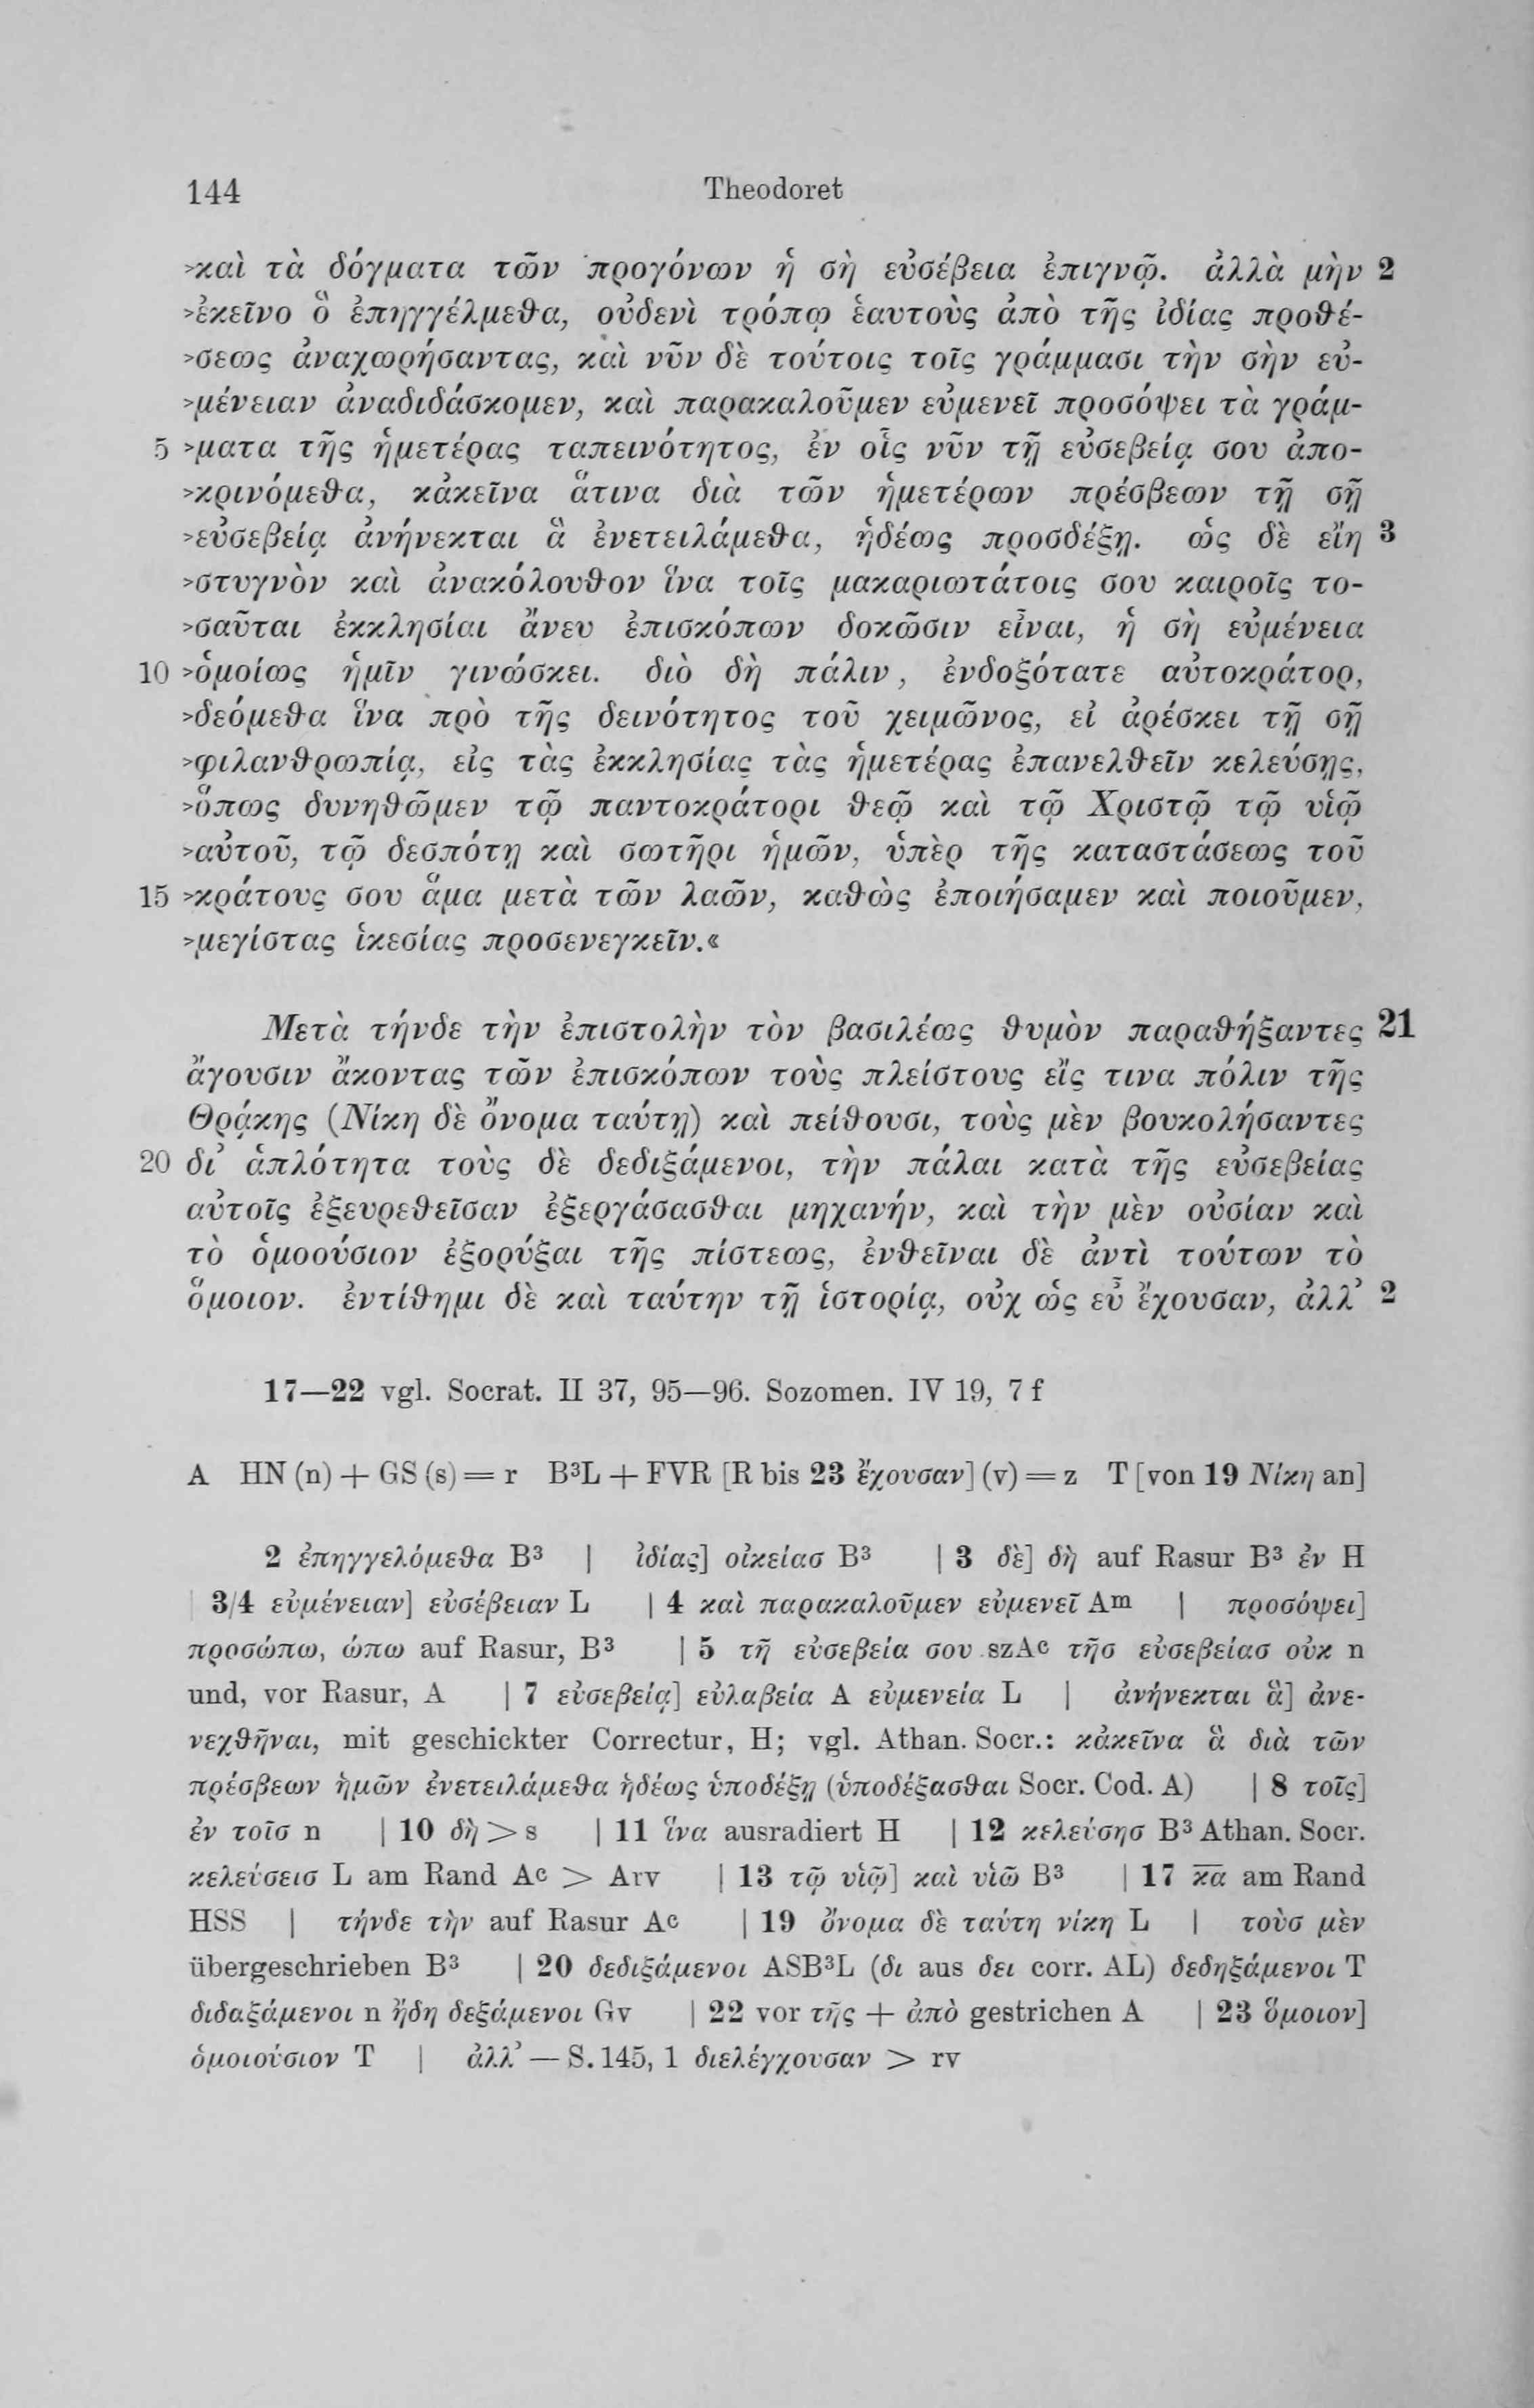 144 Theodoret
>καὶ τὰ δόγματα τῶν προγόνων ἡ σὴ εὐσέβεια ἐπιγνῷ. ἀλλὰ μὴν 2
>ἐκεῖνο ὃ ἐπηγγέλμεθα, οὐδενὶ τρόπῳ ἑαυτοὺς ἀπὸ τῆς ἰδίας προθέ-
>σεως ἀναχωρήσαντας, καὶ νῦν δὲ τούτοις τοῖς γράμμασι τὴν σὴν εὐ-
>μένειαν ἀναδιδάσκομεν, καὶ παρακαλοῦμεν εὐμενεῖ προσόψει τὰ γράμ-
5 >ματα τῆς ἡμετέρας ταπεινότητος, ἐν οἷς νῦν τῇ εὐσεβείᾳ σου ἀπο-
>κρινόμεθα, κἀκεῖνα ἅτινα διὰ τῶν ἡμετέρων πρέσβεων τῇ σῇ
>εὐσεβείᾳ ἀνήνεκται ἃ ἐνετειλάμεθα, ἡδέως προσδέξῃ. ὡς δὲ εἴη 3
>στυγνὸν καὶ ἀνακόλουθον ἵνα τοῖς μακαριωτάτοις σου καιροῖς το-
>σαῦται ἐκκλησίαι ἄνευ ἐπισκόπων δοκῶσιν εἶναι, ἡ σὴ εὐμένεια
10 >ὁμοίως ἡμῖν γινώσκει. διὸ δὴ πάλιν, ἐνδοξότατε αὐτοκράτορ,
>δεόμεθα ἵνα πρὸ τῆς δεινότητος τοῦ χειμῶνος, εἰ ἀρέσκει τῇ σῇ
>φιλανθρωπίᾳ, εἰς τὰς ἐκκλησίας τὰς ἡμετέρας ἐπανελθεῖν κελεύσῃς,
>ὅπως δυνηθῶμεν τῷ παντοκράτορι θεῷ καὶ τῷ Χριστῷ τῷ υἱῷ
>αὐτοῦ, τῷ δεσπότῃ καὶ σωτῆρι ἡμῶν, ὑπὲρ τῆς καταστάσεως τοῦ
15 >κράτους σου ἅμα μετὰ τῶν λαῶν, καθὼς ἐποιήσαμεν καὶ ποιοῦμεν,
>μεγίστας ἱκεσίας προσενεγκεῖν.«
Μετὰ τήνδε τὴν ἐπιστολὴν τὸν βασιλέως θυμὸν παραθήξαντες 21
ἄγουσιν ἄκοντας τῶν ἐπισκόπων τοὺς πλείστους εἴς τινα πόλιν τῆς
Θρᾴκης (Νίκη δὲ ὄνομα ταύτῃ) καὶ πείθουσι, τοὺς μὲν βουκολήσαντες
20 δι' ἁπλότητα τοὺς δὲ δεδιξάμενοι, τὴν πάλαι κατὰ τῆς εὐσεβείας
αὐτοῖς ἐξευρεθεῖσαν ἐξεργάσασθαι μηχανήν, καὶ τὴν μὲν οὐσίαν καὶ
τὸ ὁμοούσιον ἐξορύξαι τῆς πίστεως, ἐνθεῖναι δὲ ἀντὶ τούτων τὸ
ὅμοιον. ἐντίθημι δὲ καὶ ταύτην τῇ ἱστορίᾳ, οὐχ ὡς εὖ ἔχουσαν, ἀλλ' 2
17—22 vgl. Socrat. II 37, 95—96. Sozomen. IV 19, 7 f
A HN (n) + GS (s) = r B³L + FVR [R bis 23 ἔχουσαν] (v) = z T [von 19 Νίκη an]
2 ἐπηγγελόμεθα B³ | ἰδίας] οἰκείασ B³ | 3 δὲ] δὴ auf Rasur B³ ἐν H
| 3/4 εὐμένειαν] εὐσέβειαν L | 4 καὶ παρακαλοῦμεν εὐμενεῖ Aᵐ | προσόψει]
προσώπω, ώπω auf Rasur, B³ | 5 τῆ εὐσεβεία σου szAᶜ τῆσ εὐσεβείασ οὐκ n
und, vor Rasur, A | 7 εὐσεβείᾳ] εὐλαβεία A εὐμενεία L | ἀνήνεκται ἃ] ἀνε-
νεχθῆναι, mit geschickter Correctur, H; vgl. Athan. Socr.: κἀκεῖνα ἃ διὰ τῶν
πρέσβεων ἡμῶν ἐνετειλάμεθα ἡδέως ὑποδέξῃ (ὑποδέξασθαι Socr. Cod. A) | 8 τοῖς]
ἐν τοῖσ n | 10 δὴ > s | 11 ἵνα ausradiert H | 12 κελεύσησ B³ Athan. Socr.
κελεύσεισ L am Rand Aᶜ > Arv | 13 τῷ υἱῷ] καὶ υἱῶ B³ | 17 κ̅α̅ am Rand
HSS | τήνδε τὴν auf Rasur Aᶜ | 19 ὄνομα δὲ ταύτη νίκη L | τοὺσ μὲν
übergeschrieben B³ | 20 δεδιξάμενοι ASB³L (δι aus δει corr. AL) δεδηξάμενοι T
διδαξάμενοι n ἤδη δεξάμενοι Gv | 22 vor τῆς + ἀπὸ gestrichen A | 23 ὅμοιον]
ὁμοιούσιον T | ἀλλ' — S. 145, 1 διελέγχουσαν > rv